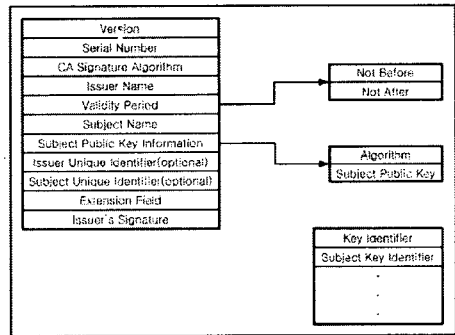 Version
Serial Number
CA Signature Algorithm
Issuer Name
Validity Period
Subject Name
Subject Public Key Information
Issuer Unique Identifier(optional)
Subject Unique Identifier(optional)
Extension Field
Issuer's Signature
Not Before
Not After
Algorithm
Subject Public Key
Key Identifier
Subject Key Identifier
.
.
.